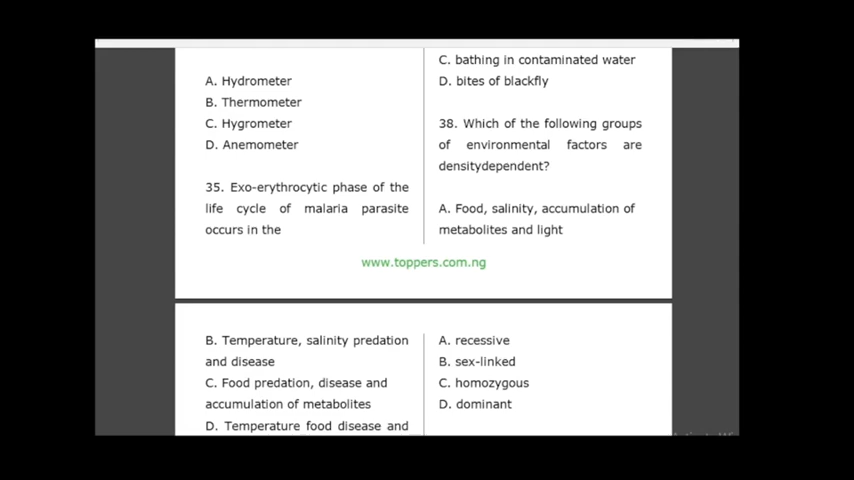 A. Hydrometer
B. Thermometer
C. Hygrometer
D. Anemometer
35. Exo-erythrocytic phase of the
life cycle of malaria parasite
occurs in the
C. bathing in contaminated water
D. bites of blackfly
38. Which of the following groups
of environmental factors are
densitydependent?
A. Food, salinity, accumulation of
metabolites and light
www.toppers.com.ng
B. Temperature, salinity predation
and disease
C. Food predation, disease and
accumulation of metabolites
D. Temperature food disease and
A. recessive
B. sex-linked
C. homozygous
D. dominant